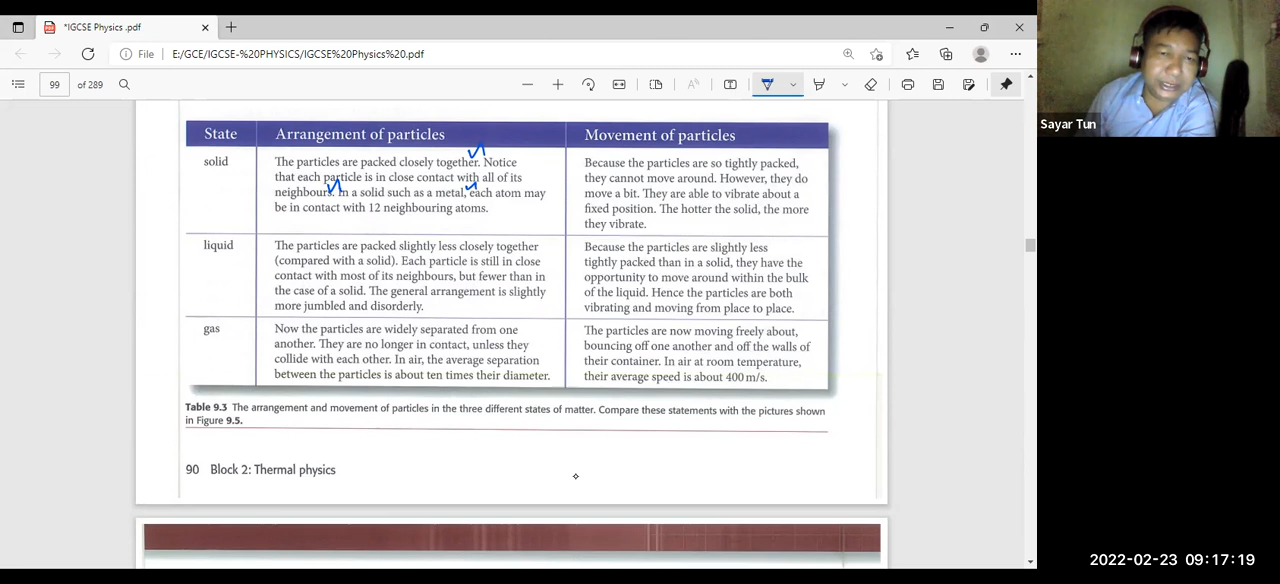 *IGCSE Physics .pdf
File E:/GCE/IGCSE-%20PHYSICS/IGCSE%20Physics%20.pdf
99 of 289
Sayar Tun
State Arrangement of particles Movement of particles
solid
The particles are packed closely together. Notice
that each particle is in close contact with all of its
neighbours. In a solid such as a metal, each atom may
be in contact with 12 neighbouring atoms.
Because the particles are so tightly packed,
they cannot move around. However, they do
move a bit. They are able to vibrate about a
fixed position. The hotter the solid, the more
they vibrate.
liquid
The particles are packed slightly less closely together
(compared with a solid). Each particle is still in close
contact with most of its neighbours, but fewer than in
the case of a solid. The general arrangement is slightly
more jumbled and disorderly.
Because the particles are slightly less
tightly packed than in a solid, they have the
opportunity to move around within the bulk
of the liquid. Hence the particles are both
vibrating and moving from place to place.
gas
Now the particles are widely separated from one
another. They are no longer in contact, unless they
collide with each other. In air, the average separation
between the particles is about ten times their diameter.
The particles are now moving freely about,
bouncing off one another and off the walls of
their container. In air at room temperature,
their average speed is about 400 m/s.
Table 9.3 The arrangement and movement of particles in the three different states of matter. Compare these statements with the pictures shown
in Figure 9.5.
90 Block 2: Thermal physics
2022-02-23 09:17:19